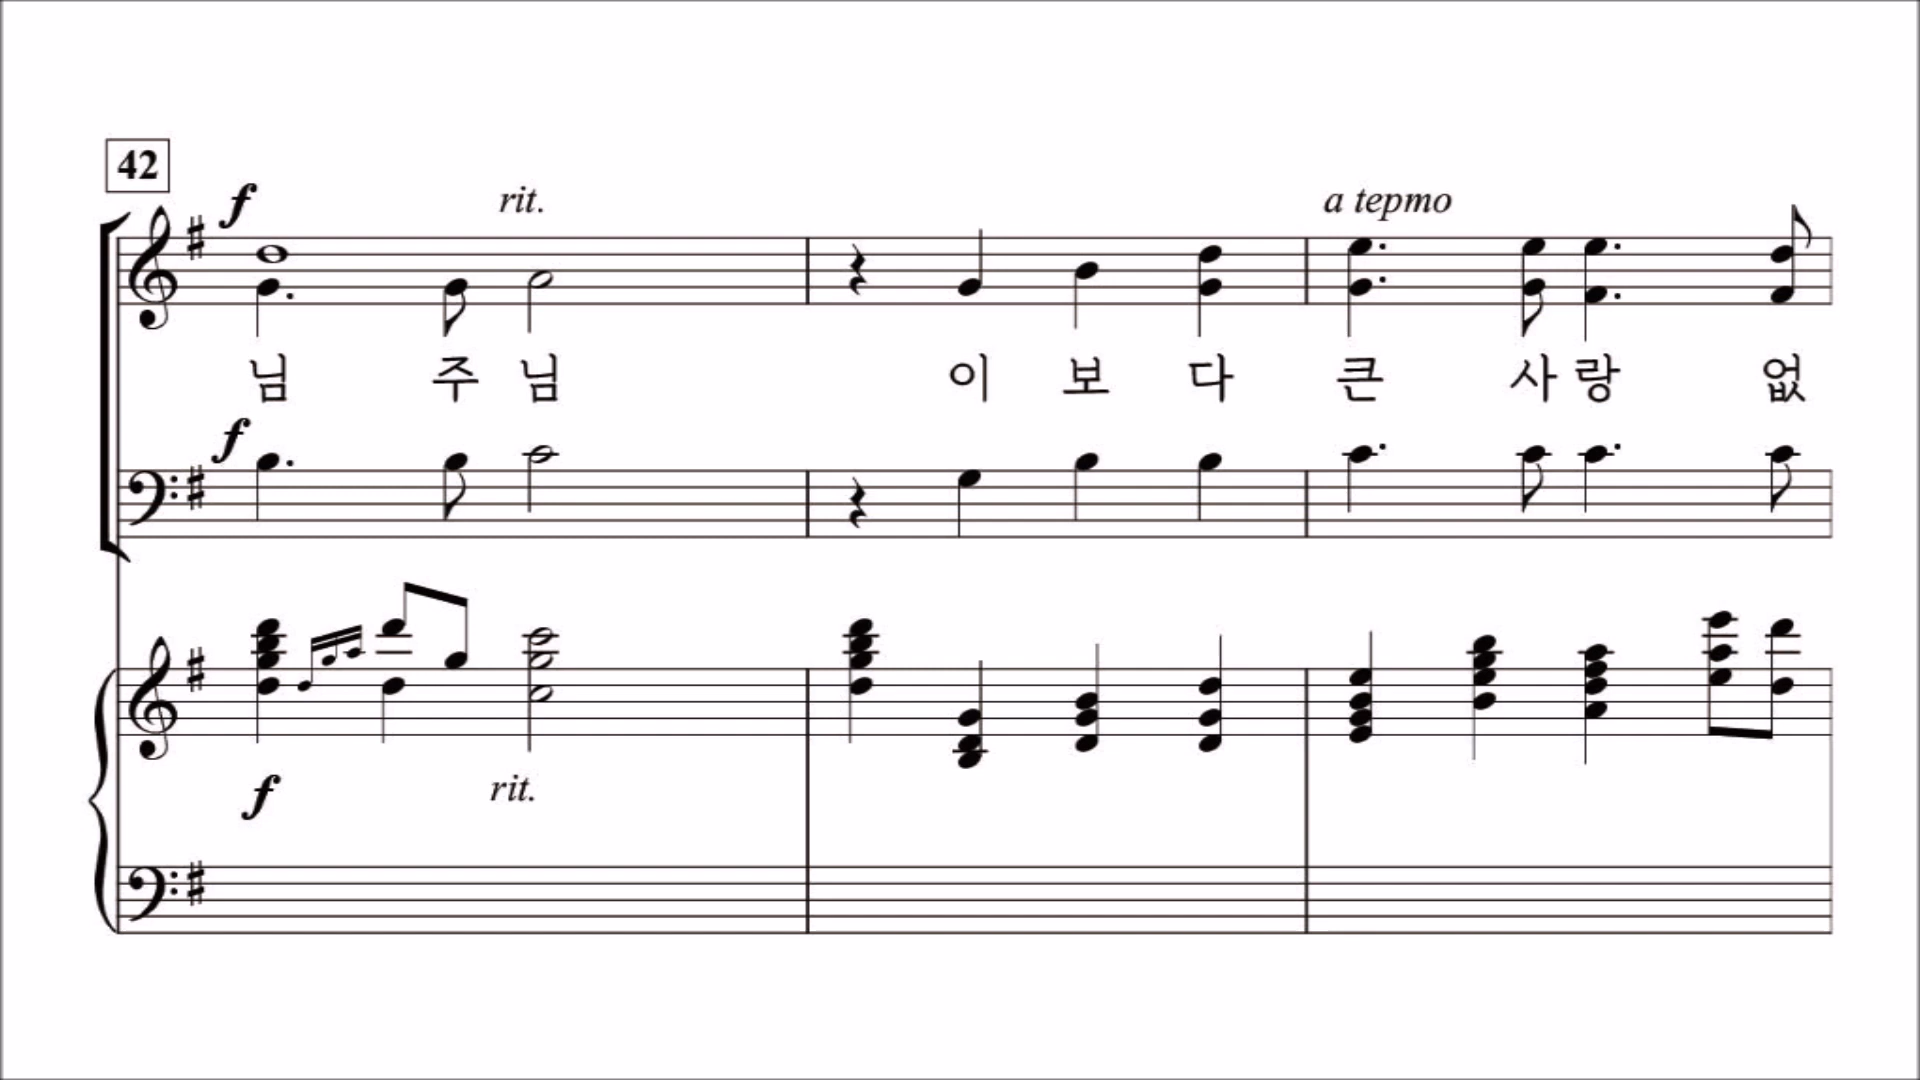 42
f rit. a tepmo
님 주 님 이 보 다 큰 사 랑 없
f
f rit.